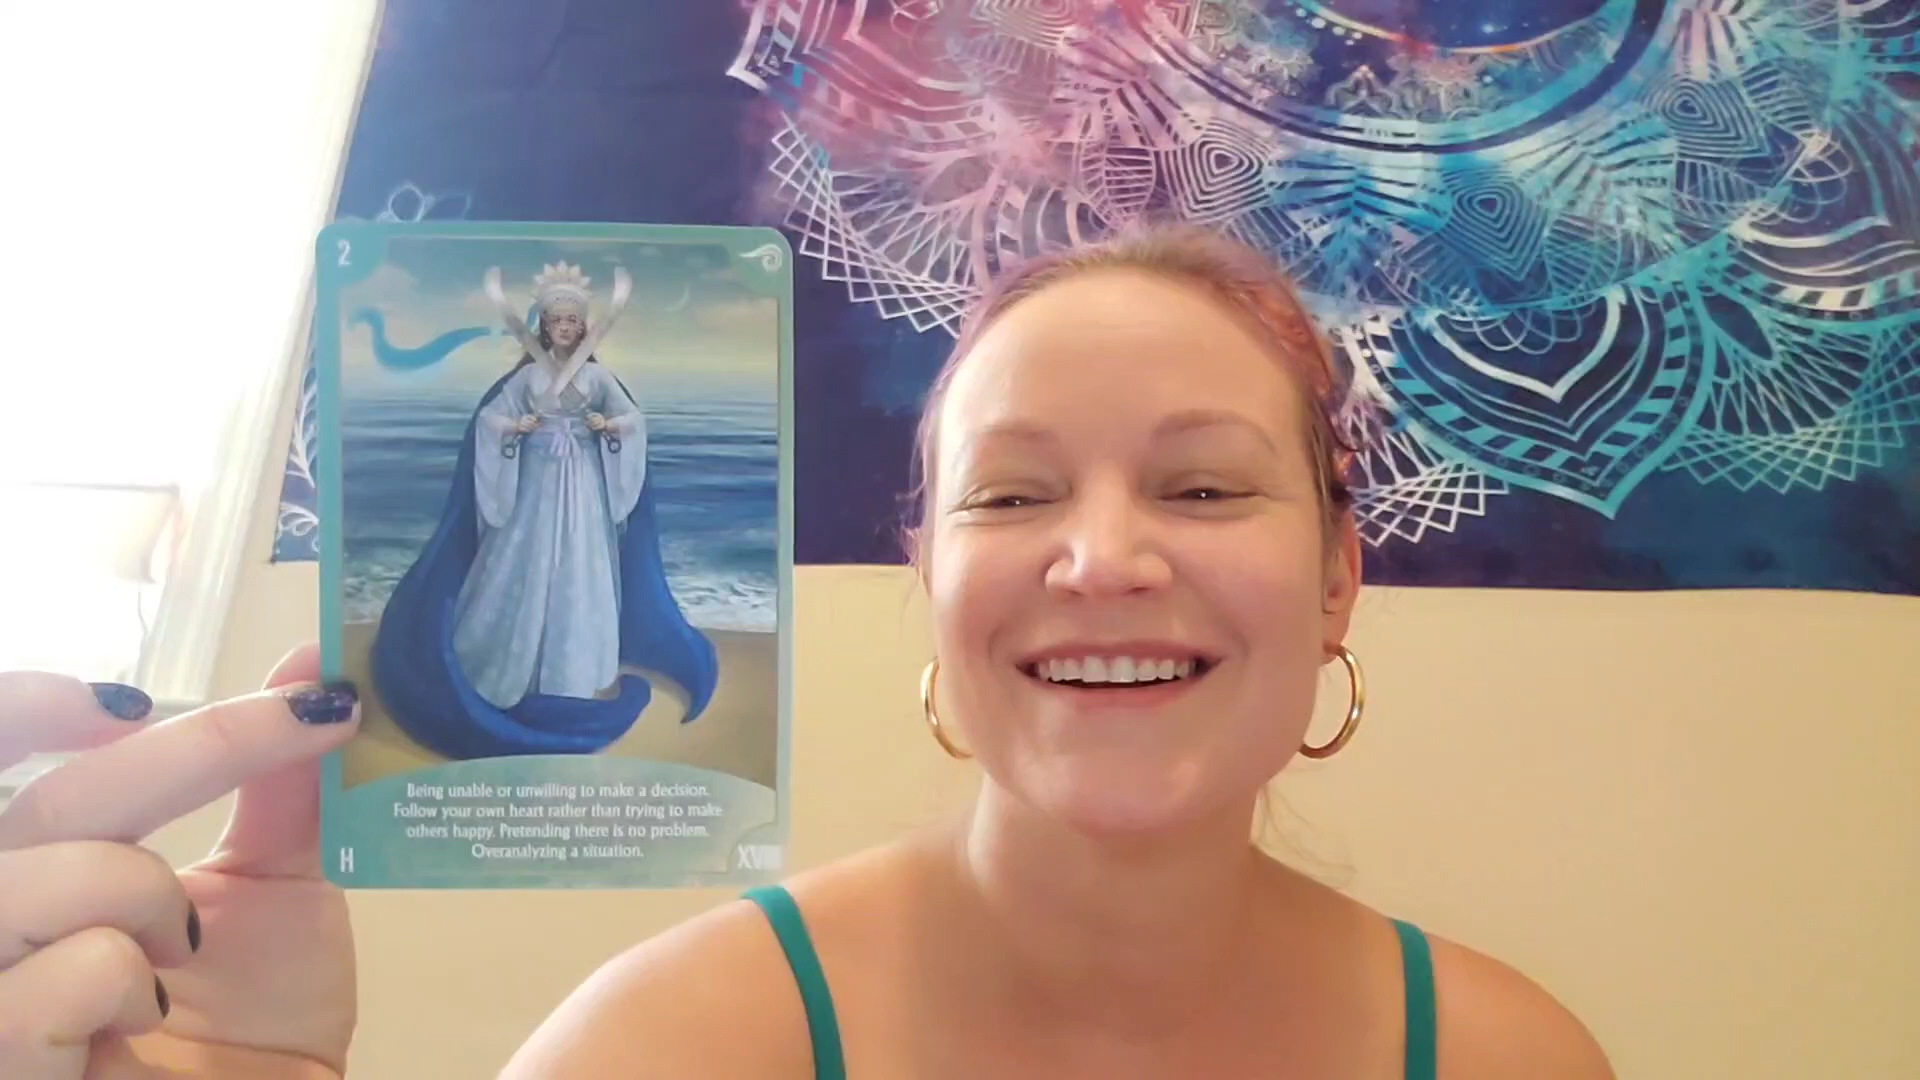 2
Being unable or unwilling to make a decision.
Follow your own heart rather than trying to make
others happy. Pretending there is no problem.
Overanalyzing a situation.
H